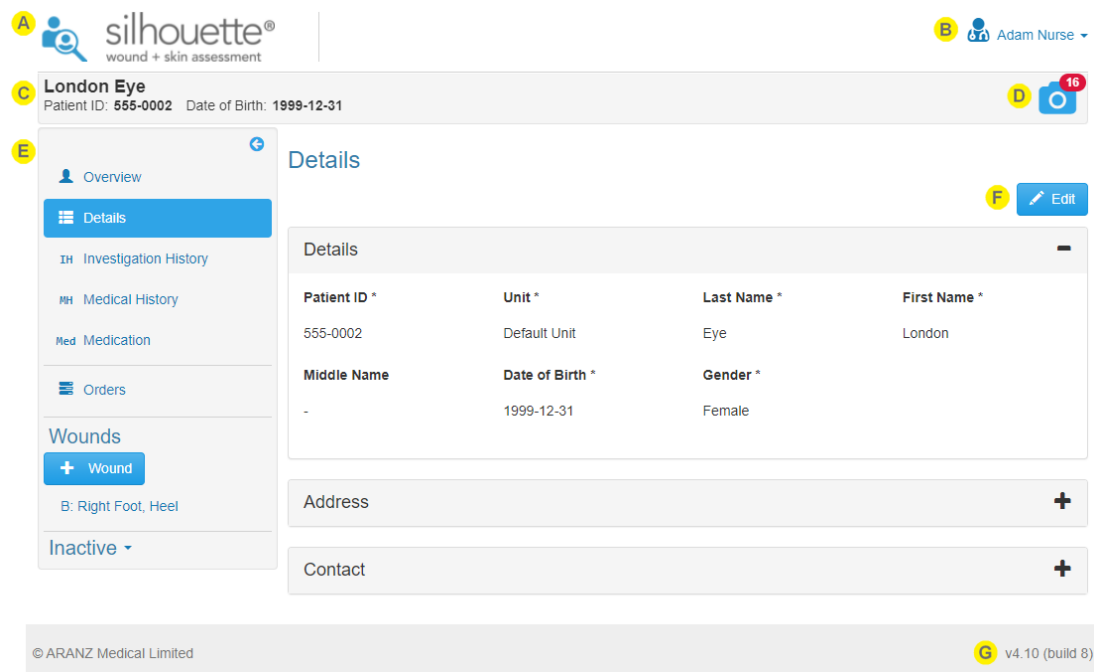 A
silhouette®
wound + skin assessment
B Adam Nurse
C London Eye
Patient ID: 555-0002 Date of Birth: 1999-12-31
D 16
E
Overview
Details
IH Investigation History
MH Medical History
Med Medication
Orders
Wounds
+ Wound
B: Right Foot, Heel
Inactive
Details
F Edit
Details
Patient ID * Unit * Last Name * First Name *
555-0002 Default Unit Eye London
Middle Name Date of Birth * Gender *
- 1999-12-31 Female
Address
Contact
© ARANZ Medical Limited
G v4.10 (build 8)